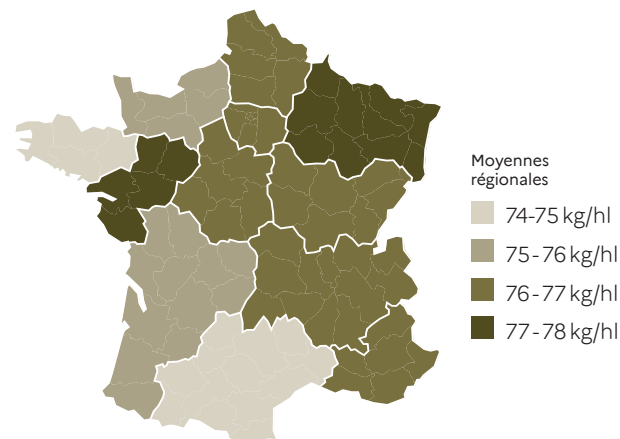 Moyennes
régionales
74-75 kg/hl
75-76 kg/hl
76-77 kg/hl
77-78 kg/hl